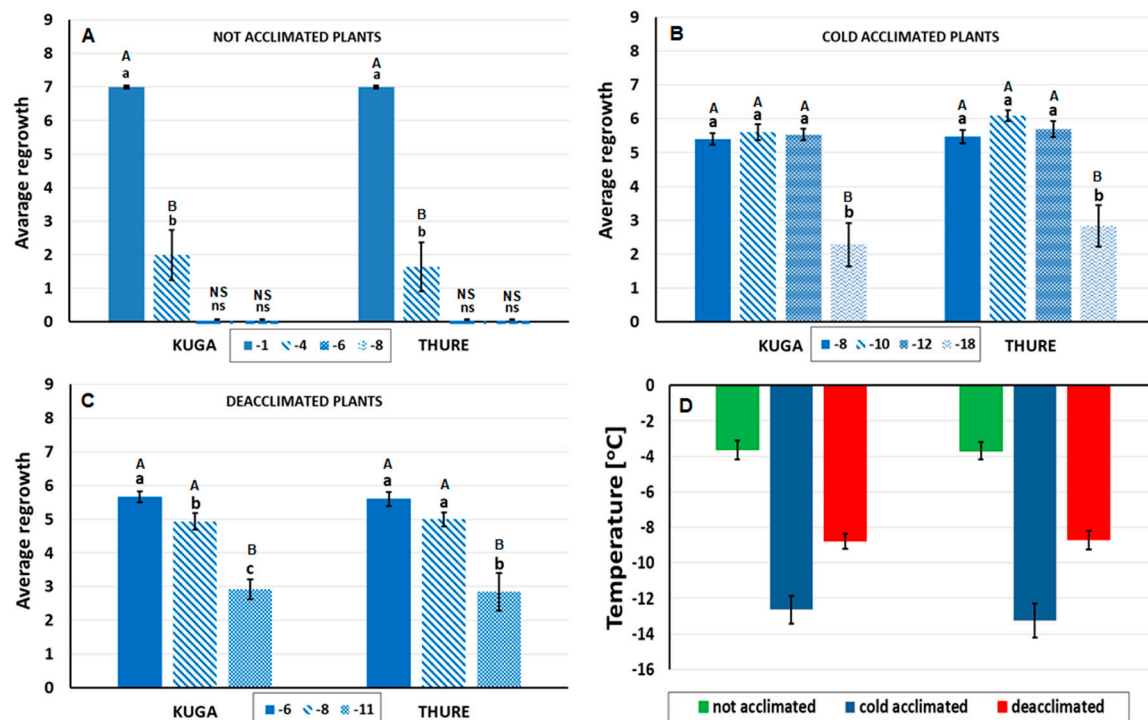 A
NOT ACCLIMATED PLANTS
Avarage regrowth
9
8
7
6
5
4
3
2
1
0
A
a
B
b
NS
ns
NS
ns
A
a
B
b
NS
ns
NS
ns
KUGA
THURE
-1 -4 -6 -8
B
COLD ACCLIMATED PLANTS
Average regrowth
9
8
7
6
5
4
3
2
1
0
A
a
A
a
A
a
B
b
A
a
A
a
A
a
B
b
KUGA
THURE
-8 -10 -12 -18
C
DEACCLIMATED PLANTS
Average regrowth
9
8
7
6
5
4
3
2
1
0
A
a
A
b
B
c
A
a
A
a
B
b
KUGA
THURE
-6 -8 -11
D
Temperature [°C]
0
-2
-4
-6
-8
-10
-12
-14
-16
not acclimated cold acclimated deacclimated